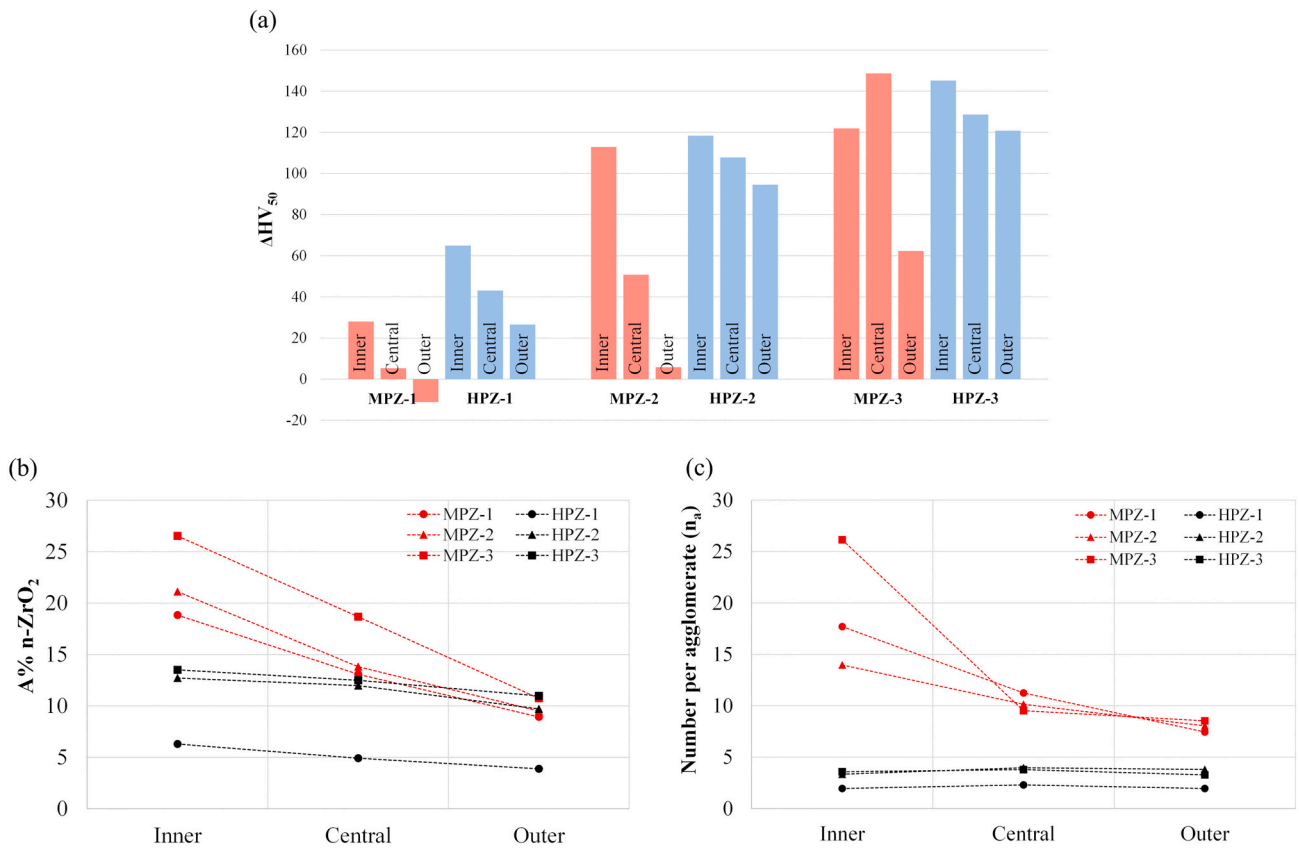 (a)
160
140
120
100
80
60
40
20
0
-20
ΔHV50
Inner
Central
Outer
Inner
Central
Outer
Inner
Central
Outer
Inner
Central
Outer
Inner
Central
Outer
Inner
Central
Outer
MPZ-1 HPZ-1 MPZ-2 HPZ-2 MPZ-3 HPZ-3
(b)
30
25
20
15
10
5
0
A% n-ZrO2
MPZ-1 HPZ-1
MPZ-2 HPZ-2
MPZ-3 HPZ-3
Inner Central Outer
(c)
30
25
20
15
10
5
0
Number per agglomerate (na)
MPZ-1 HPZ-1
MPZ-2 HPZ-2
MPZ-3 HPZ-3
Inner Central Outer